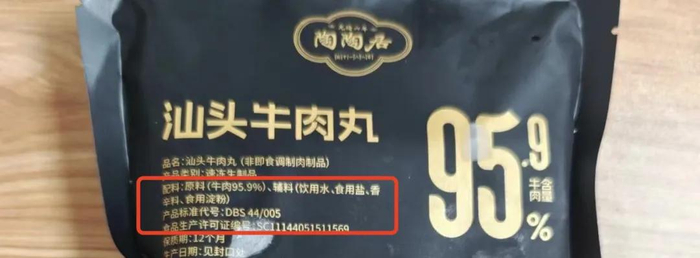 陶陶居
汕头牛肉丸
95.9%
牛肉含量
品名:汕头牛肉丸 (非即食调制肉制品)
产品类别:速冻生制品
配料:原料(牛肉95.9%)、辅料(饮用水、食用盐、香
辛料、食用淀粉)
产品标准代号:DBS 44/005
食品生产许可证编号:SC11144051511569
保质期:12个月
生产日期:见封口处